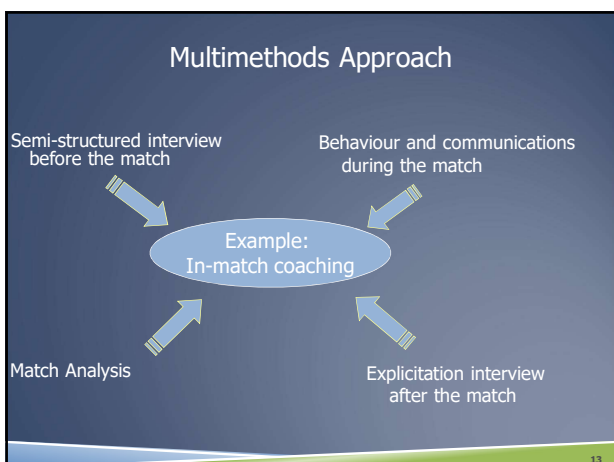 Multimethods Approach
Semi-structured interview
before the match
Behaviour and communications
during the match
Example:
In-match coaching
Match Analysis
Explicitation interview
after the match
13